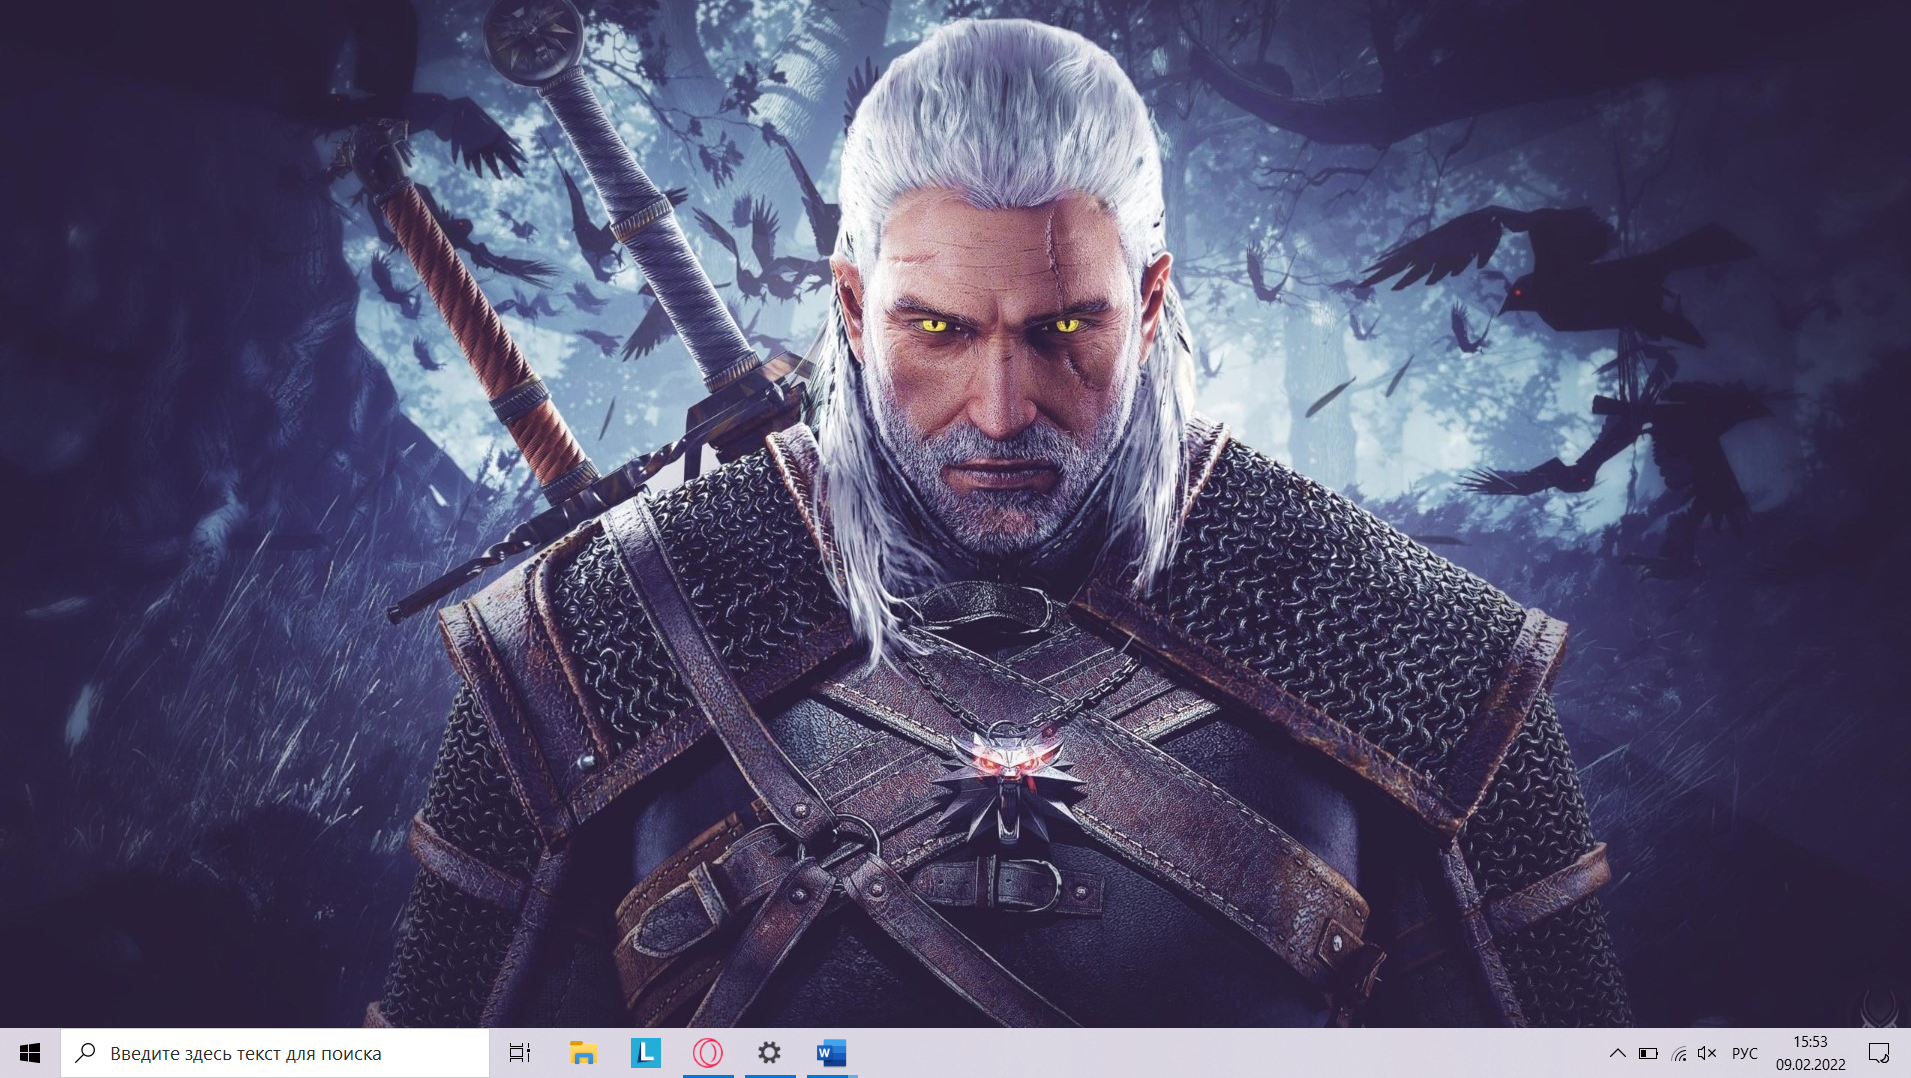 Введите здесь текст для поиска
L
W
РУС
15:53
09.02.2022